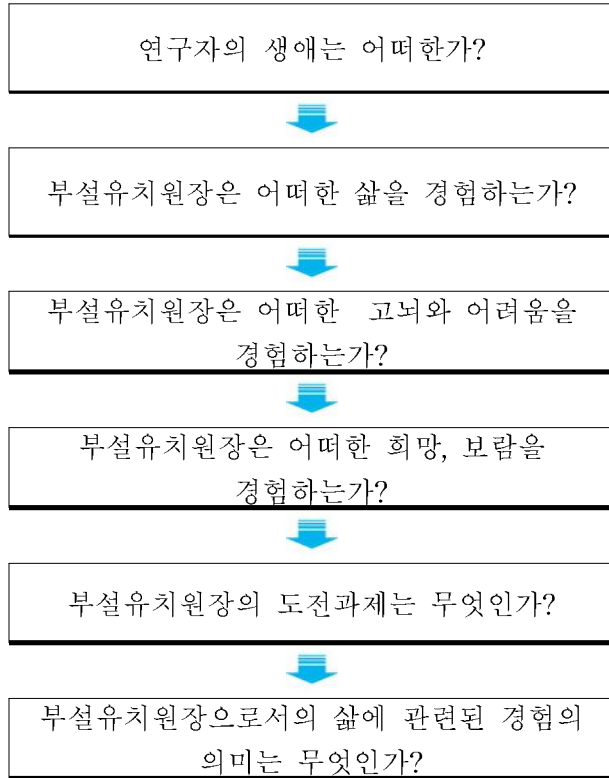 연구자의 생애는 어떠한가?
부설유치원장은 어떠한 삶을 경험하는가?
부설유치원장은 어떠한 고뇌와 어려움을
경험하는가?
부설유치원장은 어떠한 희망, 보람을
경험하는가?
부설유치원장의 도전과제는 무엇인가?
부설유치원장으로서의 삶에 관련된 경험의
의미는 무엇인가?